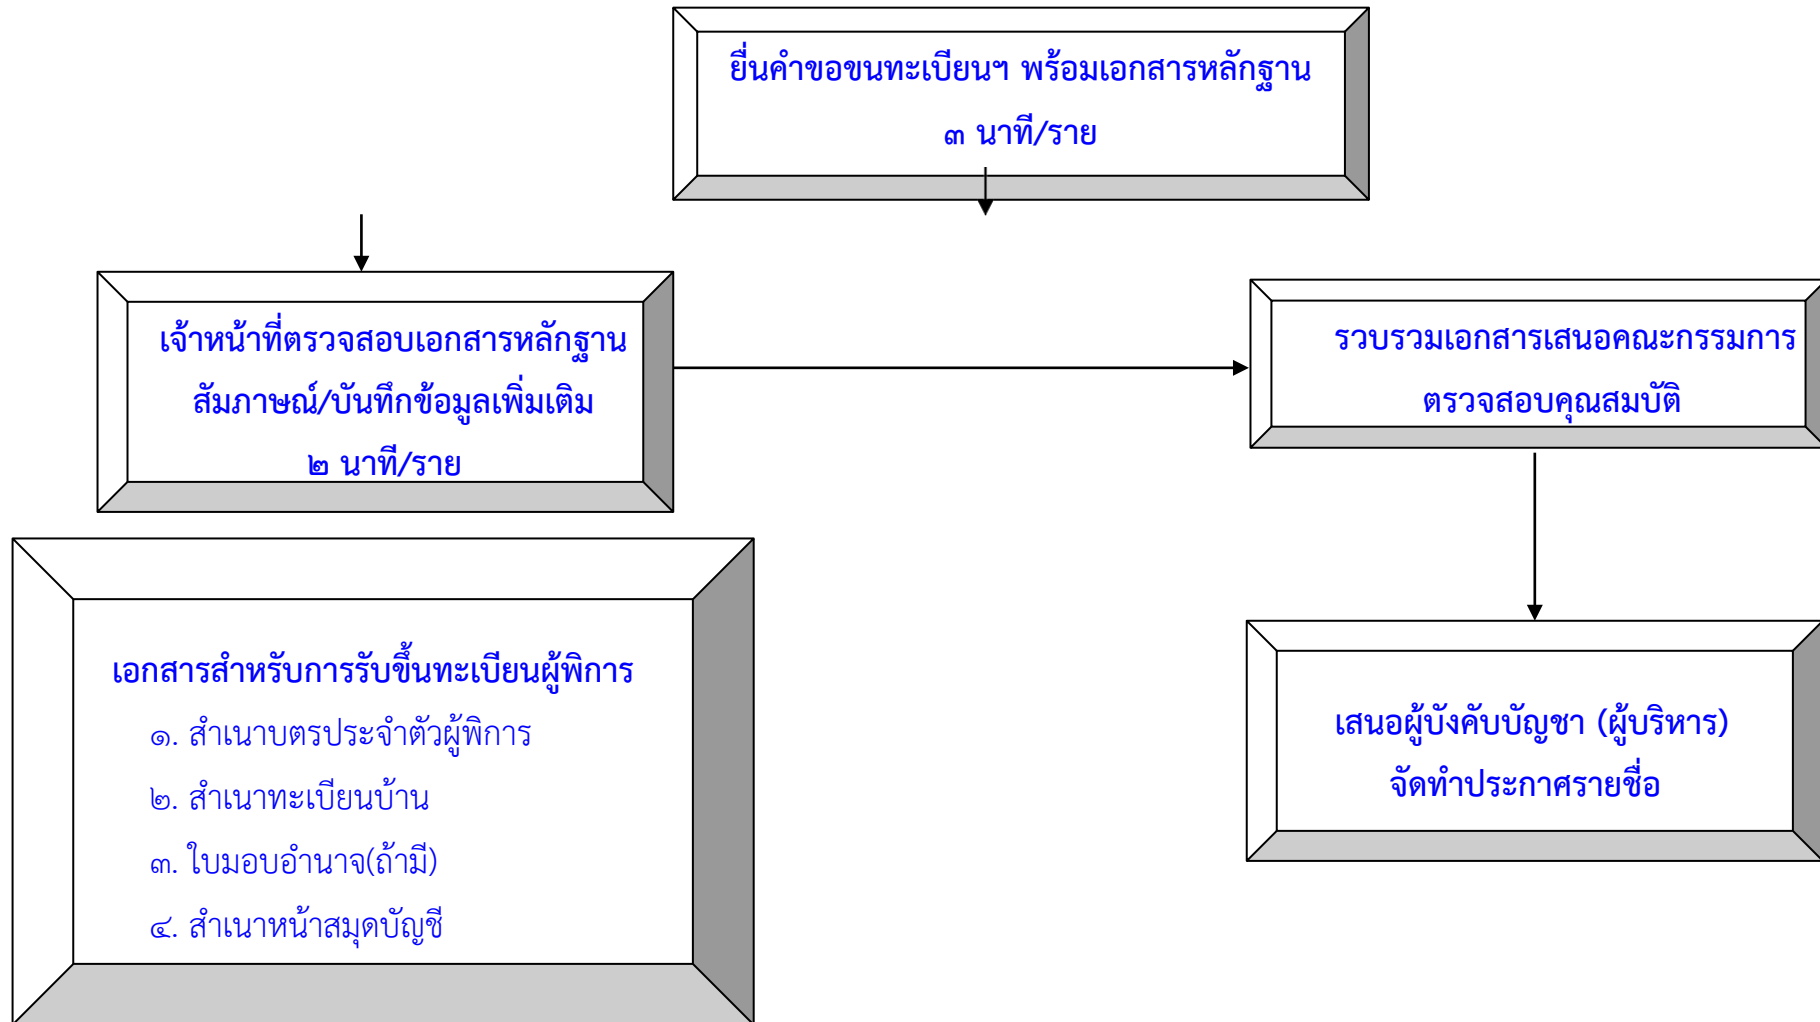 ยื่นคำขอขนทะเบียนฯ พร้อมเอกสารหลักฐาน
๓ นาที/ราย
เจ้าหน้าที่ตรวจสอบเอกสารหลักฐาน
สัมภาษณ์/บันทึกข้อมูลเพิ่มเติม
๒ นาที/ราย
รวบรวมเอกสารเสนอคณะกรรมการ
ตรวจสอบคุณสมบัติ
เอกสารสำหรับการรับขึ้นทะเบียนผู้พิการ
๑. สำเนาบตรประจำตัวผู้พิการ
๒. สำเนาทะเบียนบ้าน
๓. ใบมอบอำนาจ(ถ้ามี)
๔. สำเนาหน้าสมุดบัญชี
เสนอผู้บังคับบัญชา (ผู้บริหาร)
จัดทำประกาศรายชื่อ